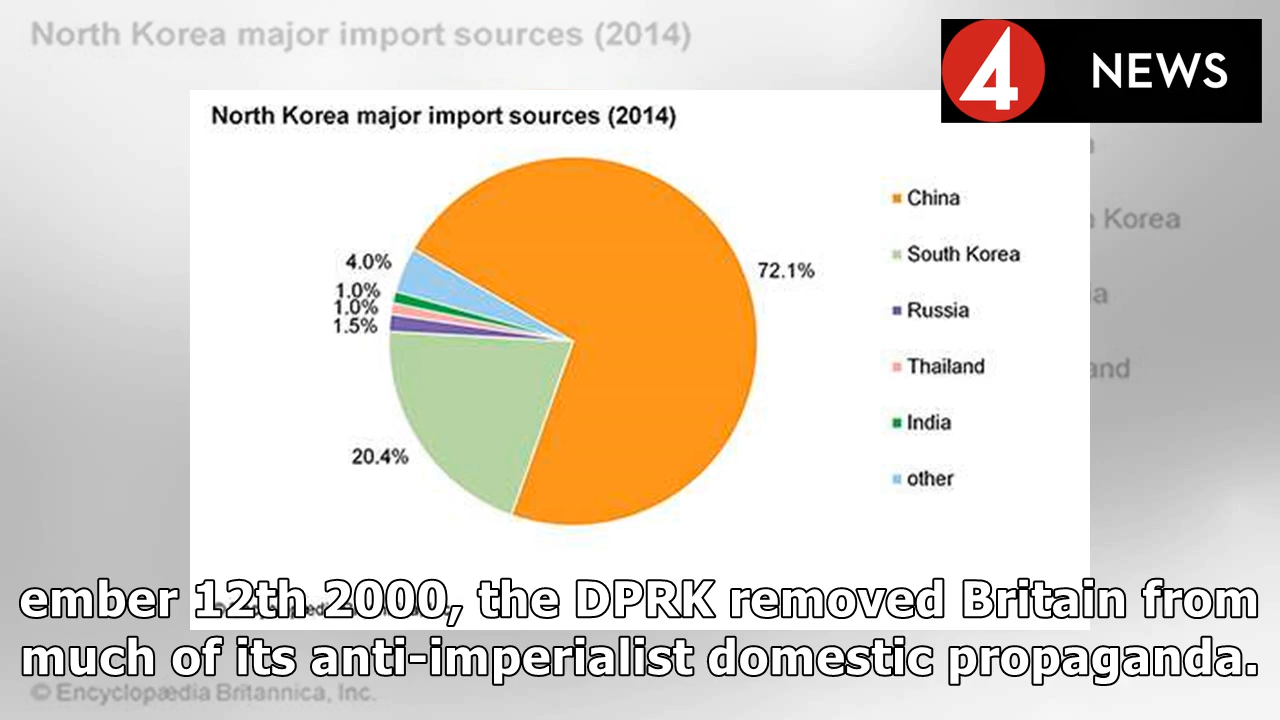 North Korea major import sources (2014)
4 NEWS
North Korea major import sources (2014)
China
South Korea
Russia
Thailand
India
other
72.1%
4.0%
1.0%
1.0%
1.5%
20.4%
Korea
ember 12th 2000, the DPRK removed Britain from
much of its anti-imperialist domestic propaganda.
© Encyclopædia Britannica, Inc.